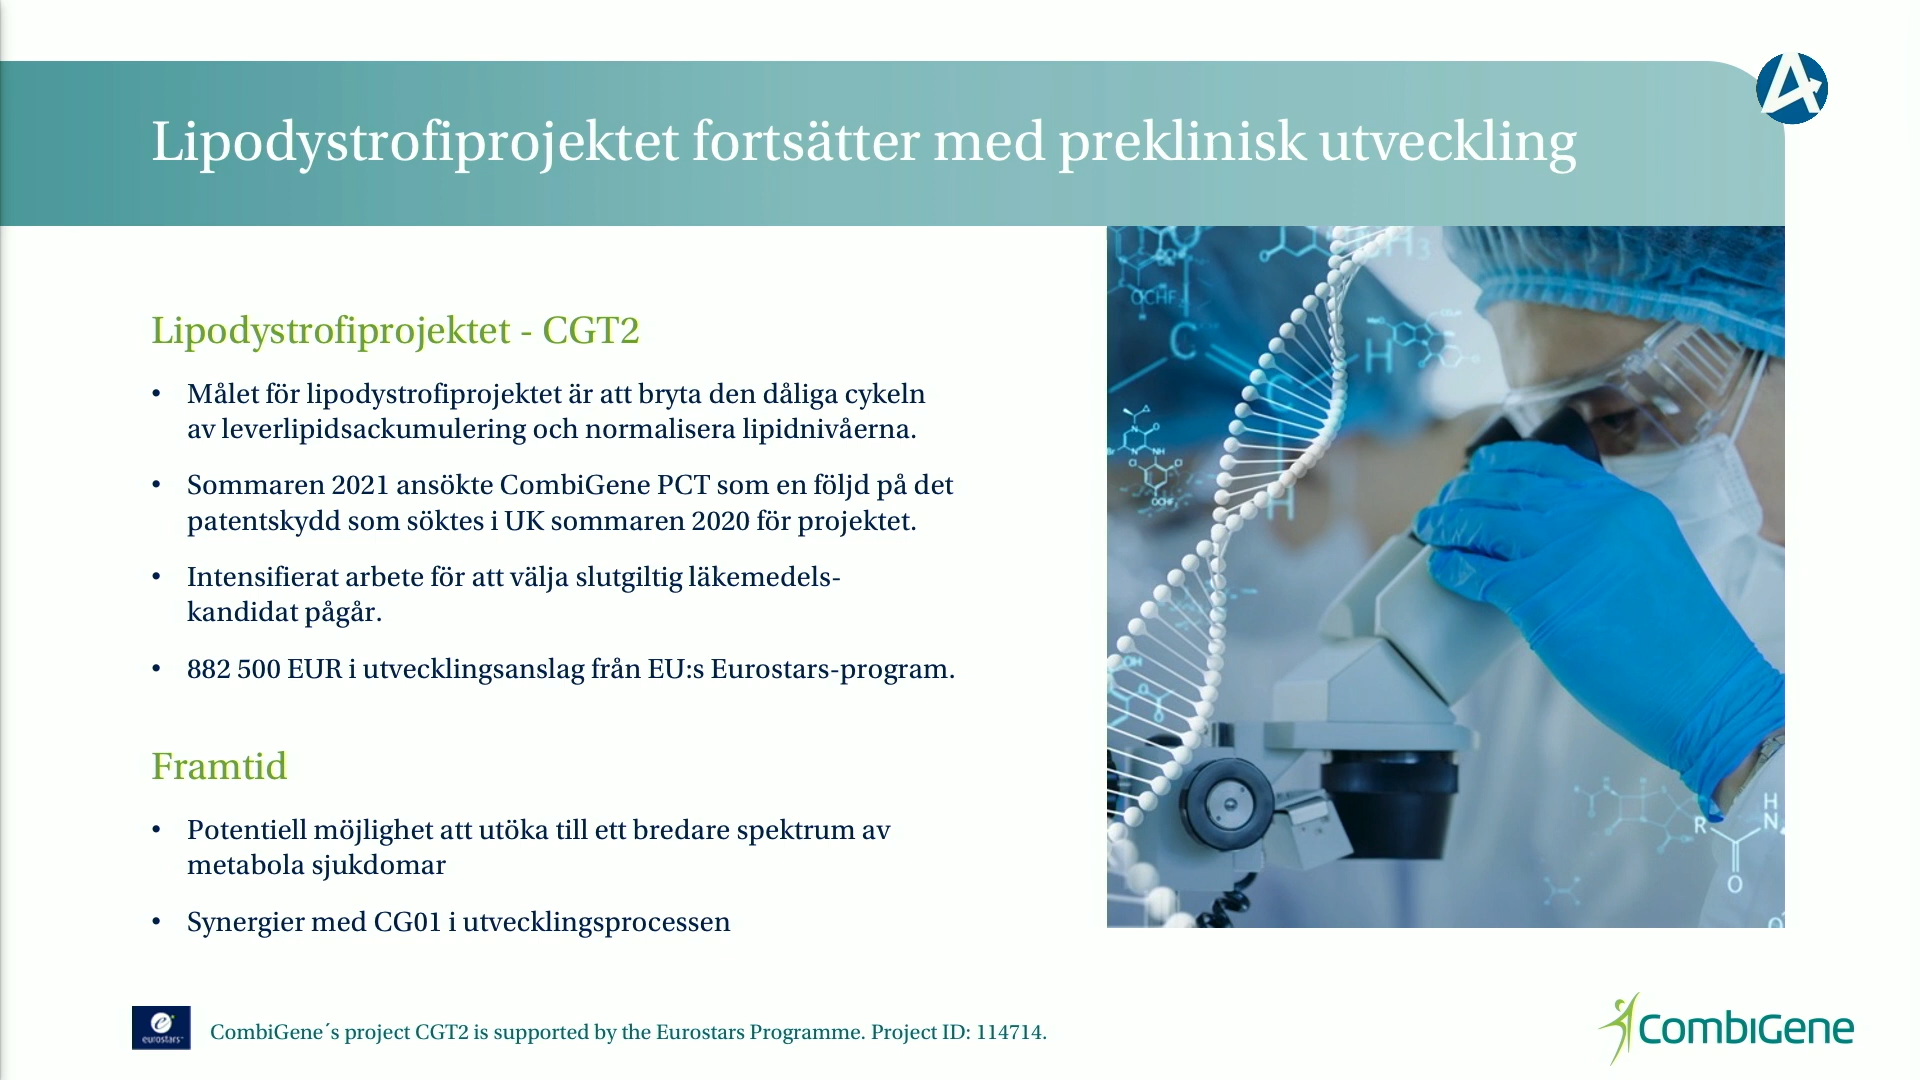 Lipodystrofiprojektet fortsätter med preklinisk utveckling
Lipodystrofiprojektet - CGT2
• Målet för lipodystrofiprojektet är att bryta den dåliga cykeln
av leverlipidsackumulering och normalisera lipidnivåerna.
• Sommaren 2021 ansökte CombiGene PCT som en följd på det
patentskydd som söktes i UK sommaren 2020 för projektet.
• Intensifierat arbete för att välja slutgiltig läkemedels-
kandidat pågår.
• 882 500 EUR i utvecklingsanslag från EU:s Eurostars-program.
Framtid
• Potentiell möjlighet att utöka till ett bredare spektrum av
metabola sjukdomar
• Synergier med CG01 i utvecklingsprocessen
OCHF
C
H
H
R
H
N
O
eurostars™
CombiGene´s project CGT2 is supported by the Eurostars Programme. Project ID: 114714.
CombiGene